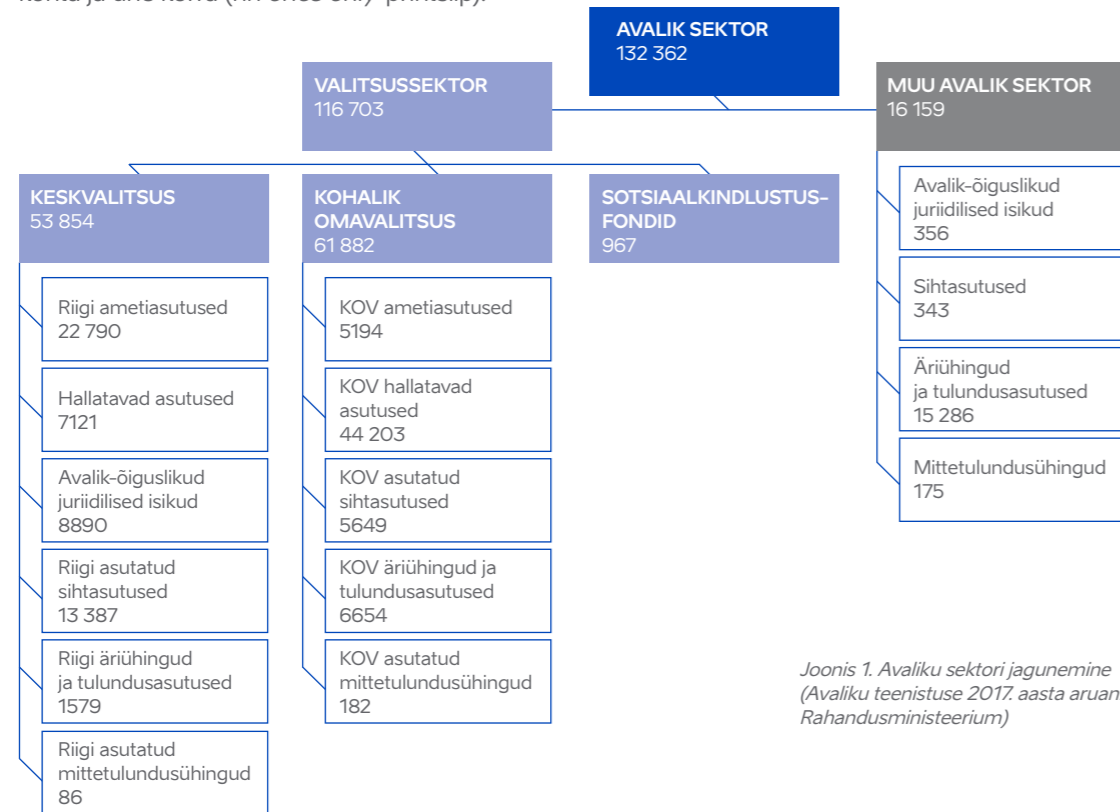 AVALIK SEKTOR
132 362
VALITSUSSEKTOR
116 703
MUU AVALIK SEKTOR
16 159
KESKVALITSUS
53 854
KOHALIK
OMAVALITSUS
61 882
SOTSIAALKINDLUSTUS-
FONDID
967
Riigi ametiasutused
22 790
Hallatavad asutused
7121
Avalik-õiguslikud
juriidilised isikud
8890
Riigi asutatud
sihtasutused
13 387
Riigi äriühingud
ja tulundusasutused
1579
Riigi asutatud
mittetulundusühingud
86
KOV ametiasutused
5194
KOV hallatavad
asutused
44 203
KOV asutatud
sihtasutused
5649
KOV äriühingud ja
tulundusasutused
6654
KOV asutatud
mittetulundusühingud
182
Avalik-õiguslikud
juriidilised isikud
356
Sihtasutused
343
Äriühingud
ja tulundusasutused
15 286
Mittetulundusühingud
175
Joonis 1. Avaliku sektori jagunemine
(Avaliku teenistuse 2017. aasta aruan
Rahandusministeerium)